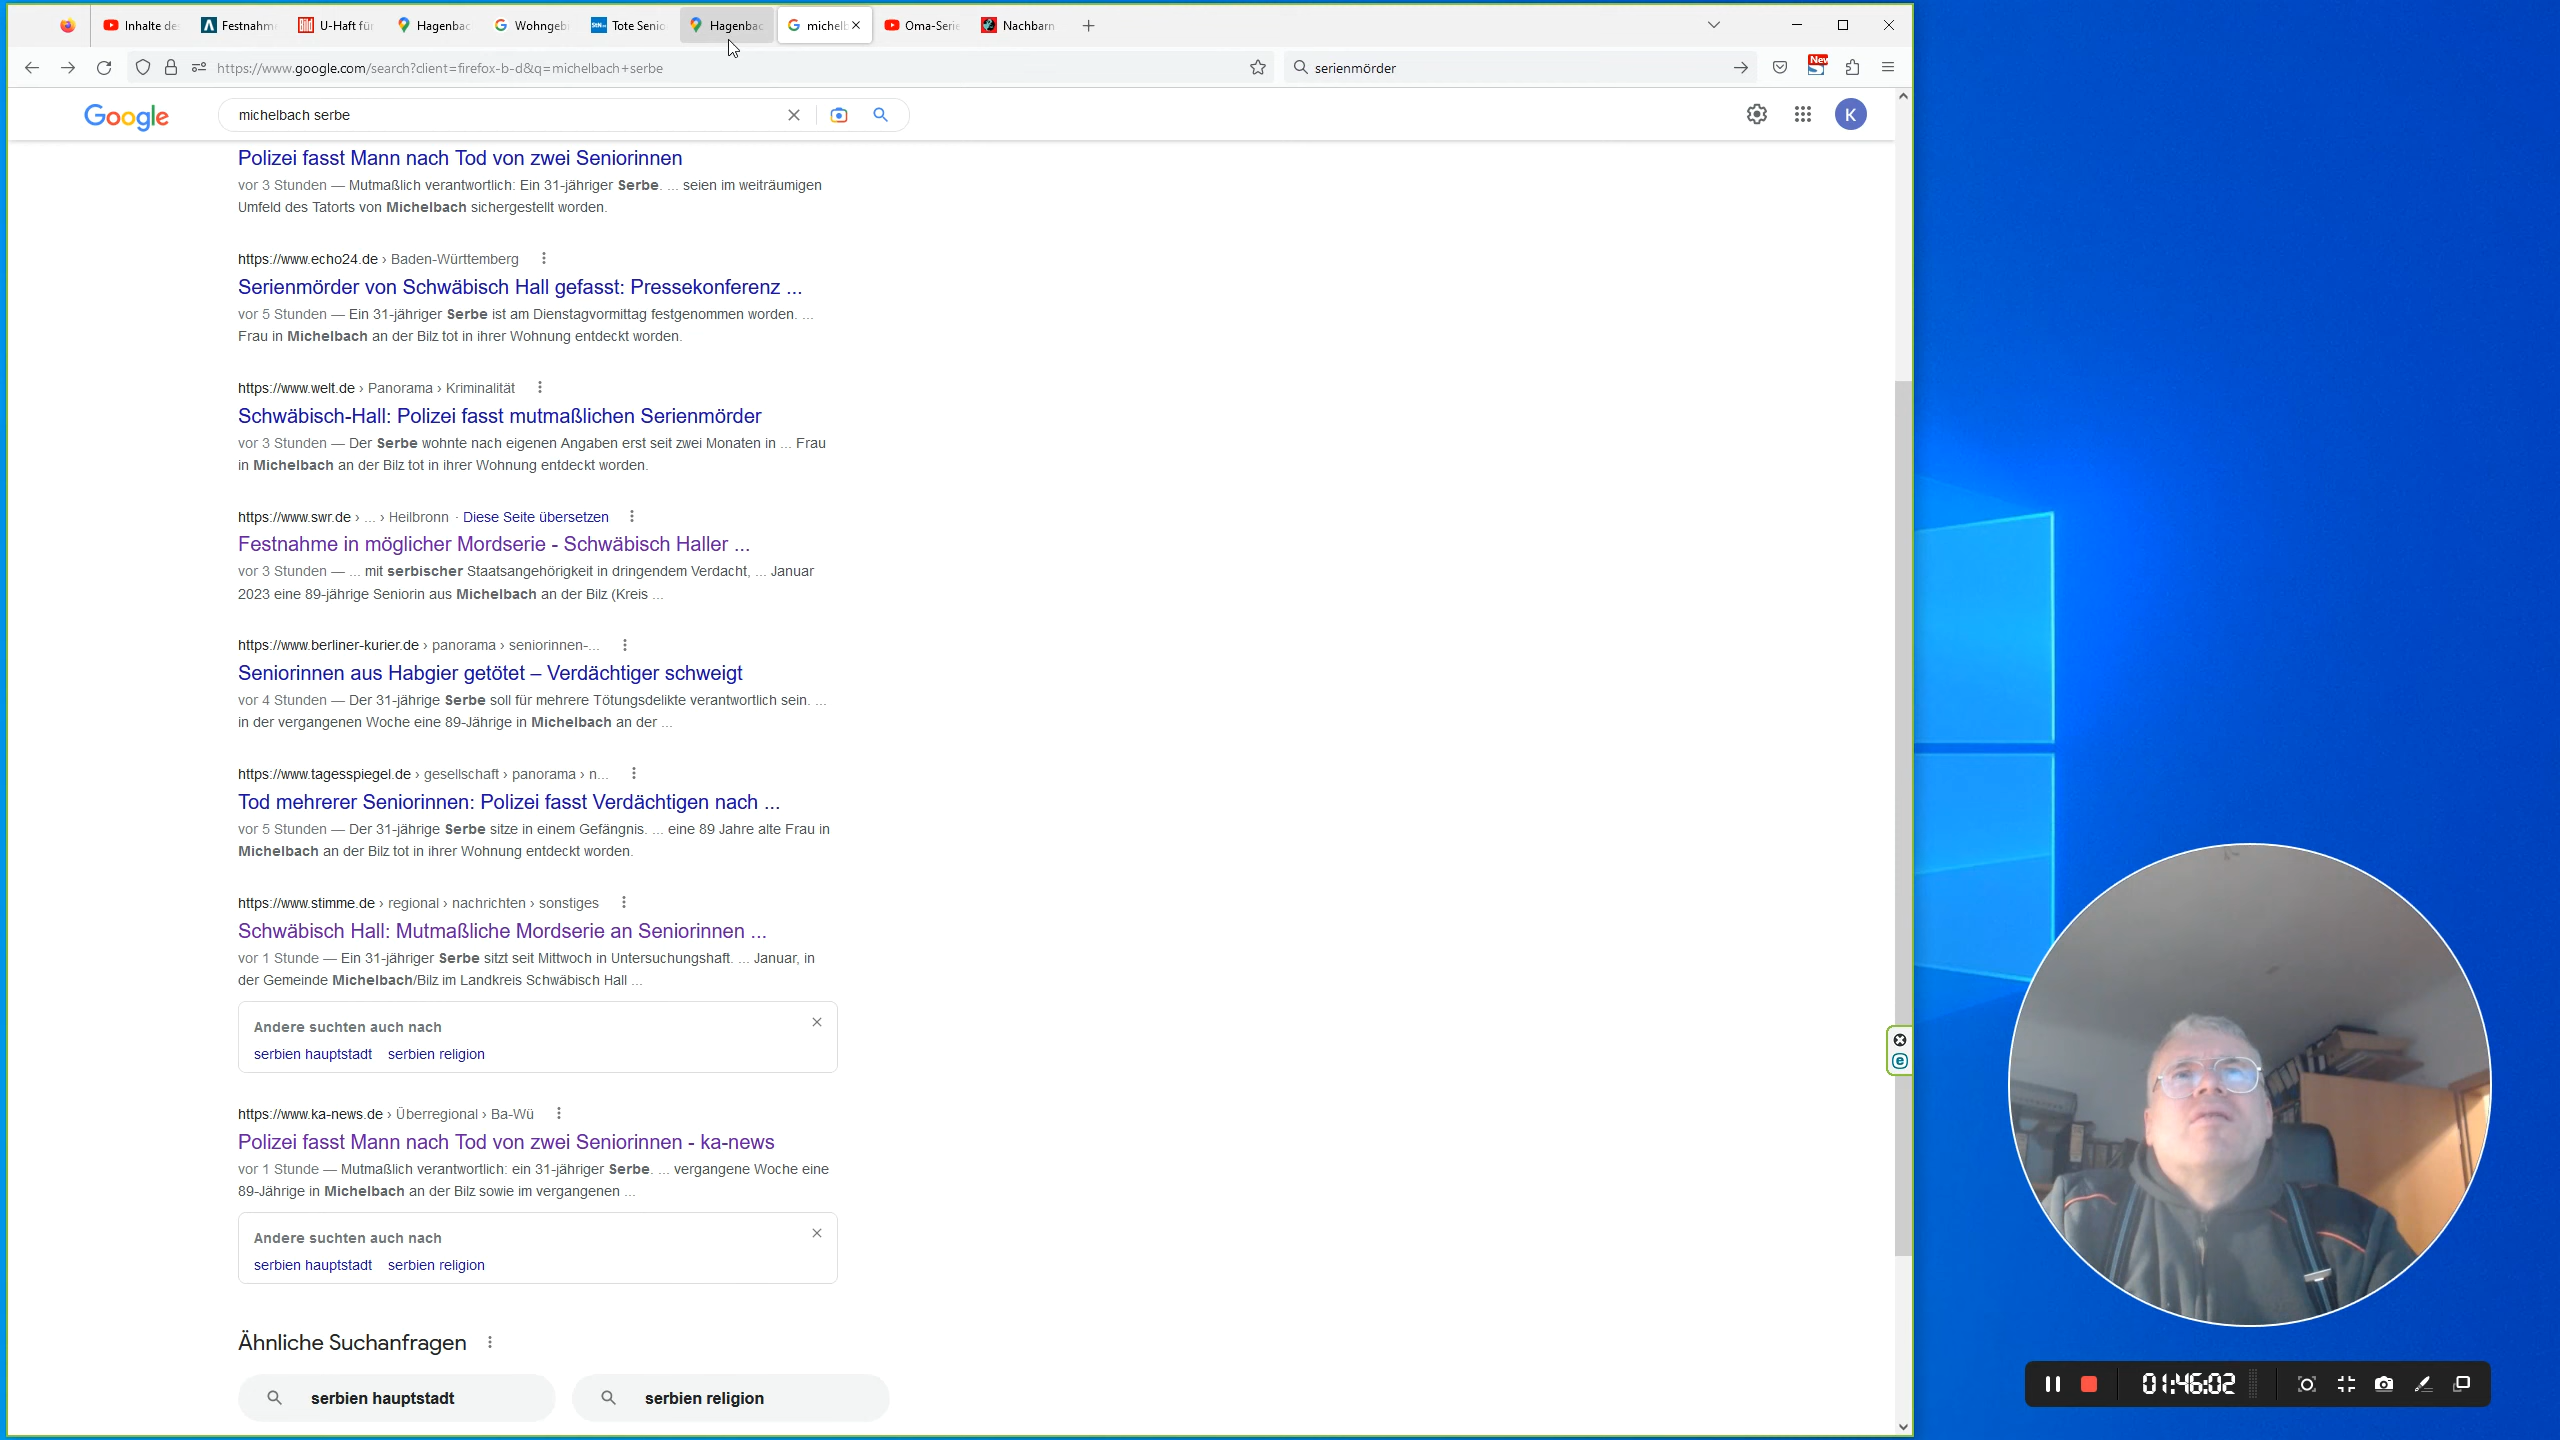 Inhalte de
Festnahm
U-Haft für
Hagenbac
Wohngeb
Tote Senio
Hagenbac
michelb
Oma-Serie
Nachbarn
https://www.google.com/search?client=firefox-b-d&q=michelbach+serbe
serienmörder
New
Google
michelbach serbe
K
Polizei fasst Mann nach Tod von zwei Seniorinnen
vor 3 Stunden — Mutmaßlich verantwortlich: Ein 31-jähriger Serbe. ... seien im weiträumigen
Umfeld des Tatorts von Michelbach sichergestellt worden.
https://www.echo24.de › Baden-Württemberg
Serienmörder von Schwäbisch Hall gefasst: Pressekonferenz ...
vor 5 Stunden — Ein 31-jähriger Serbe ist am Dienstagvormittag festgenommen worden. ...
Frau in Michelbach an der Bilz tot in ihrer Wohnung entdeckt worden.
https://www.welt.de › Panorama › Kriminalität
Schwäbisch-Hall: Polizei fasst mutmaßlichen Serienmörder
vor 3 Stunden — Der Serbe wohnte nach eigenen Angaben erst seit zwei Monaten in ... Frau
in Michelbach an der Bilz tot in ihrer Wohnung entdeckt worden.
https://www.swr.de › ... › Heilbronn · Diese Seite übersetzen
Festnahme in möglicher Mordserie - Schwäbisch Haller ...
vor 3 Stunden — ... mit serbischer Staatsangehörigkeit in dringendem Verdacht, ... Januar
2023 eine 89-jährige Seniorin aus Michelbach an der Bilz (Kreis ...
https://www.berliner-kurier.de › panorama › seniorinnen-...
Seniorinnen aus Habgier getötet – Verdächtiger schweigt
vor 4 Stunden — Der 31-jährige Serbe soll für mehrere Tötungsdelikte verantwortlich sein. ...
in der vergangenen Woche eine 89-Jährige in Michelbach an der ...
https://www.tagesspiegel.de › gesellschaft › panorama › n...
Tod mehrerer Seniorinnen: Polizei fasst Verdächtigen nach ...
vor 5 Stunden — Der 31-jährige Serbe sitze in einem Gefängnis. ... eine 89 Jahre alte Frau in
Michelbach an der Bilz tot in ihrer Wohnung entdeckt worden.
https://www.stimme.de › regional › nachrichten › sonstiges
Schwäbisch Hall: Mutmaßliche Mordserie an Seniorinnen ...
vor 1 Stunde — Ein 31-jähriger Serbe sitzt seit Mittwoch in Untersuchungshaft. ... Januar, in
der Gemeinde Michelbach/Bilz im Landkreis Schwäbisch Hall ...
Andere suchten auch nach
serbien hauptstadt serbien religion
https://www.ka-news.de › Überregional › Ba-Wü
Polizei fasst Mann nach Tod von zwei Seniorinnen - ka-news
vor 1 Stunde — Mutmaßlich verantwortlich: ein 31-jähriger Serbe. ... vergangene Woche eine
89-Jährige in Michelbach an der Bilz sowie im vergangenen ...
Andere suchten auch nach
serbien hauptstadt serbien religion
Ähnliche Suchanfragen
serbien hauptstadt
serbien religion
01:46:02